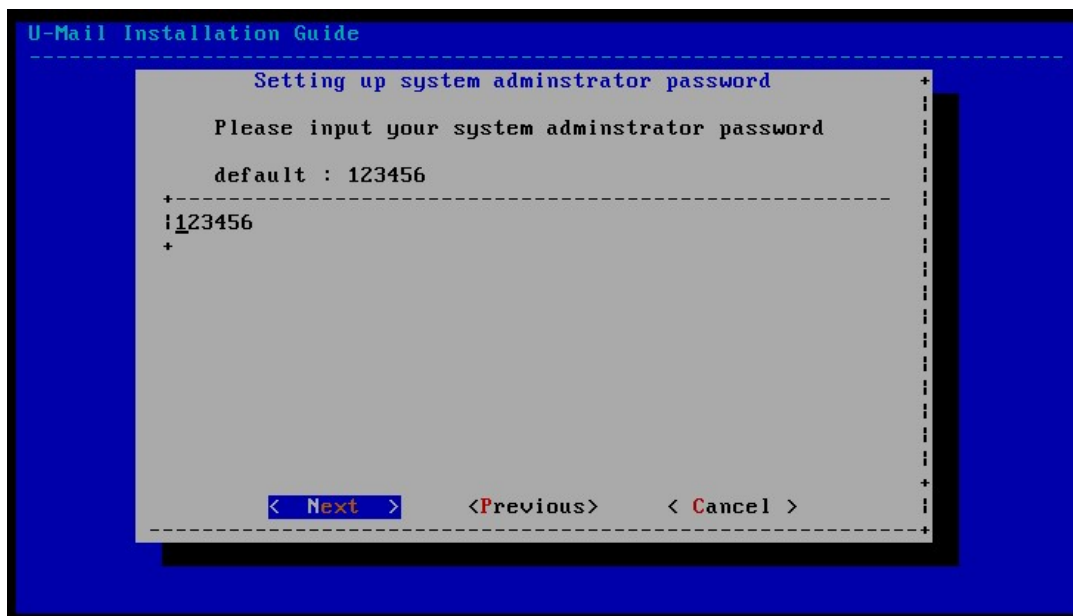 U-Mail Installation Guide
Setting up system adminstrator password
Please input your system adminstrator password
default : 123456
123456
< Next > <Previous> < Cancel >